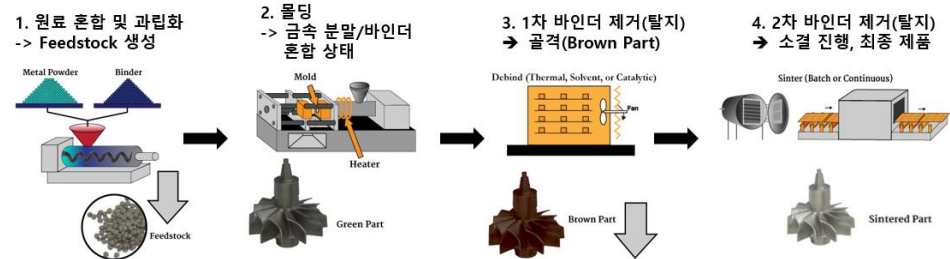 1. 원료 혼합 및 과립화
-> Feedstock 생성
Metal Powder
Binder
Feedstock
2. 몰딩
-> 금속 분말/바인더
혼합 상태
Mold
Heater
Green Part
3. 1차 바인더 제거(탈지)
➔ 골격(Brown Part)
Debind (Thermal, Solvent, or Catalytic)
Fan
Brown Part
4. 2차 바인더 제거(탈지)
➔ 소결 진행, 최종 제품
Sinter (Batch or Continuous)
Sintered Part